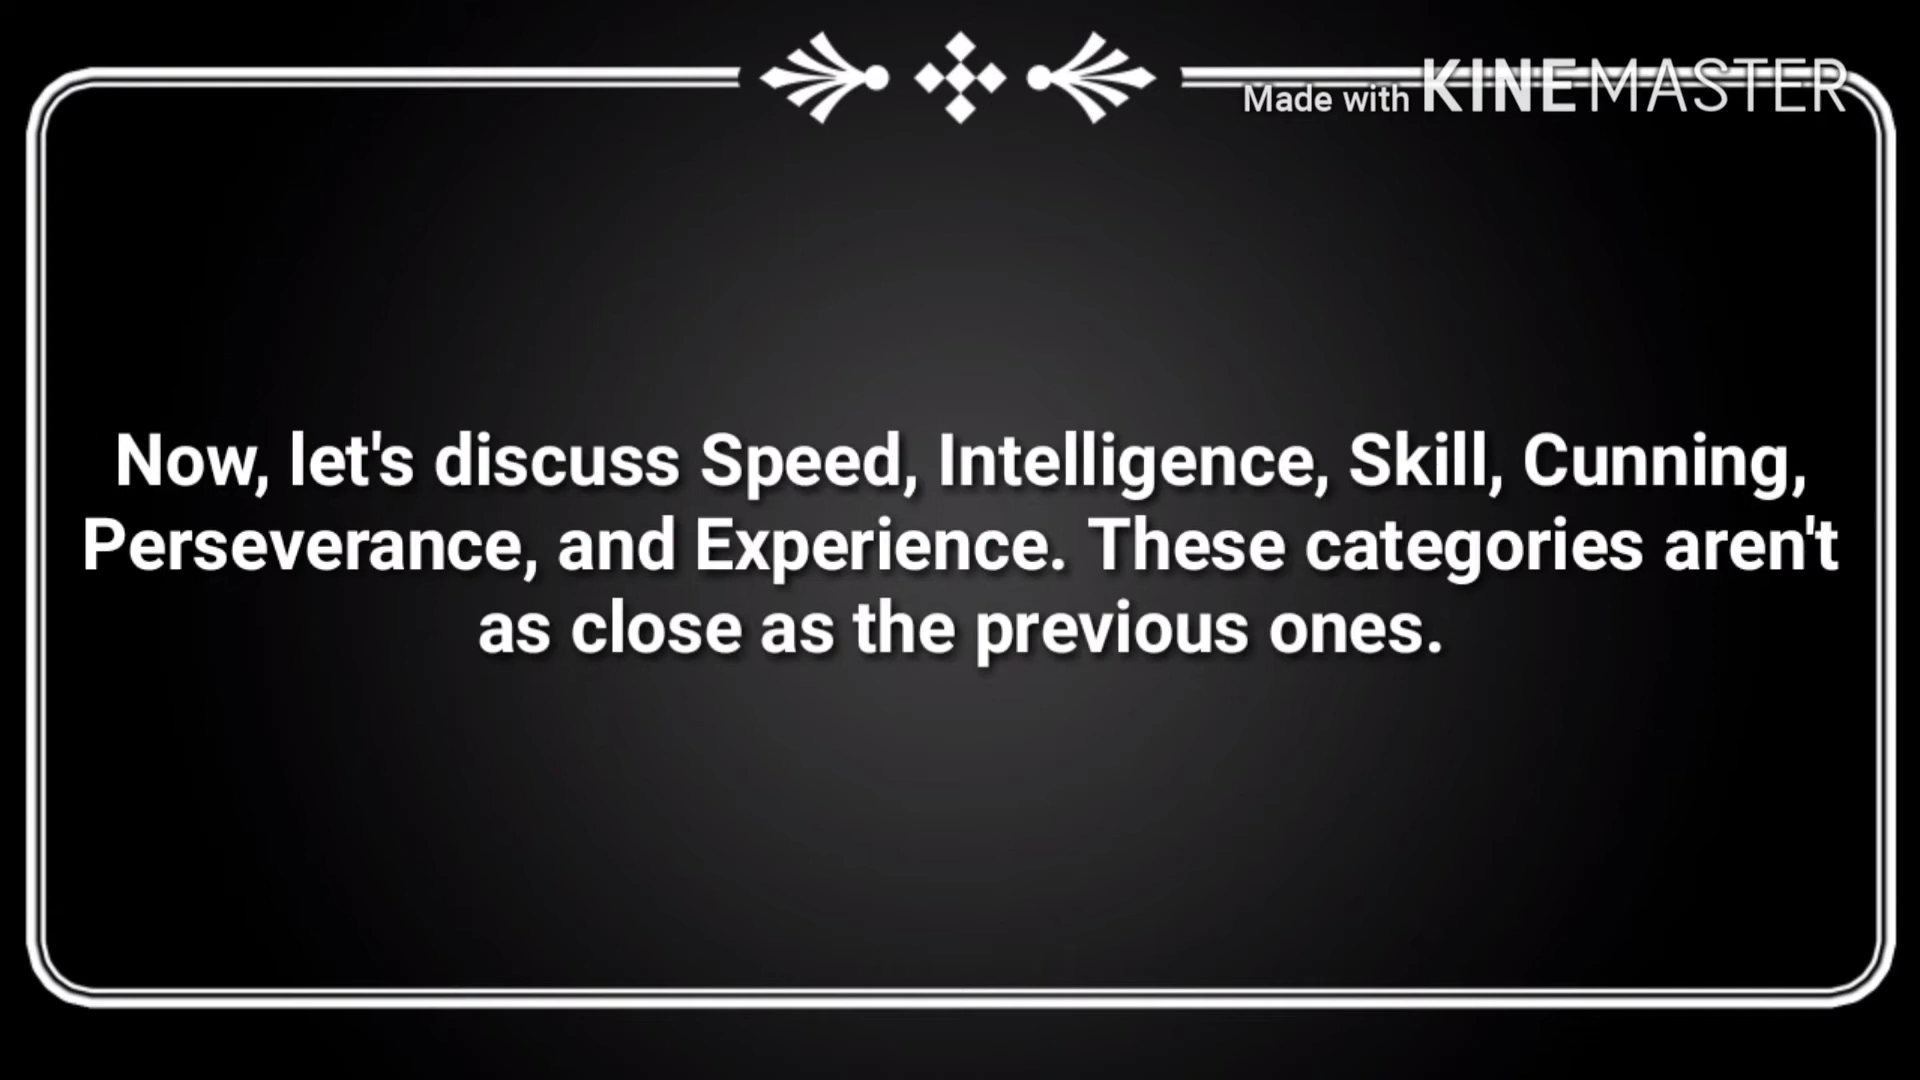 Made with KINEMASTER
Now, let's discuss Speed, Intelligence, Skill, Cunning,
Perseverance, and Experience. These categories aren't
as close as the previous ones.